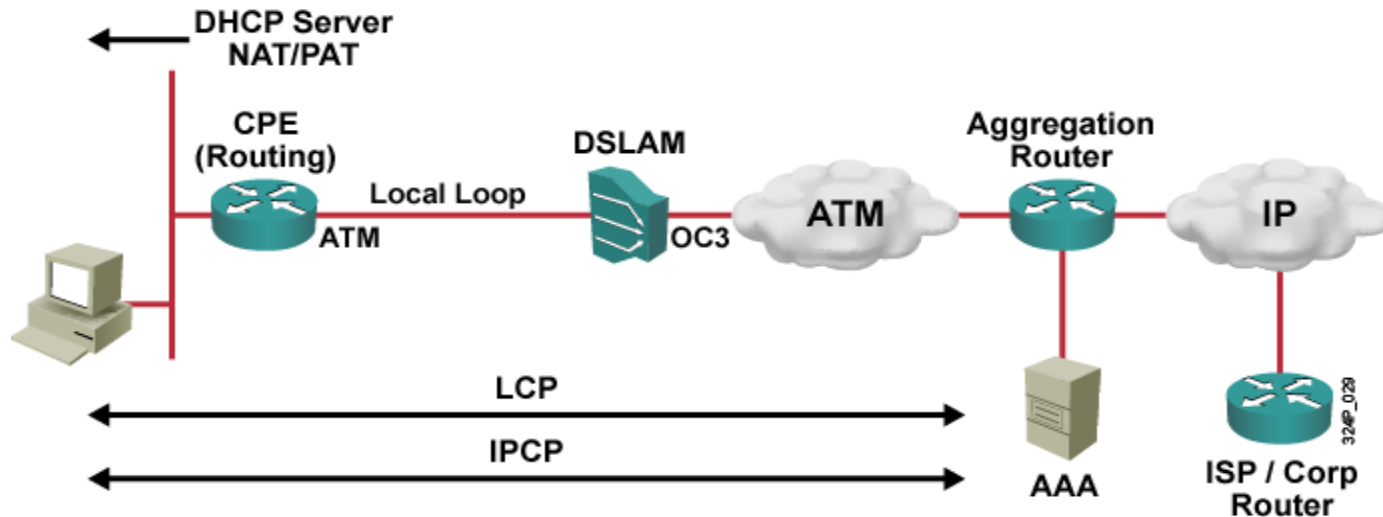 DHCP Server
NAT/PAT
CPE
(Routing)
ATM
Local Loop
DSLAM
OC3
ATM
Aggregation
Router
IP
LCP
IPCP
AAA
ISP / Corp
Router
324P_029